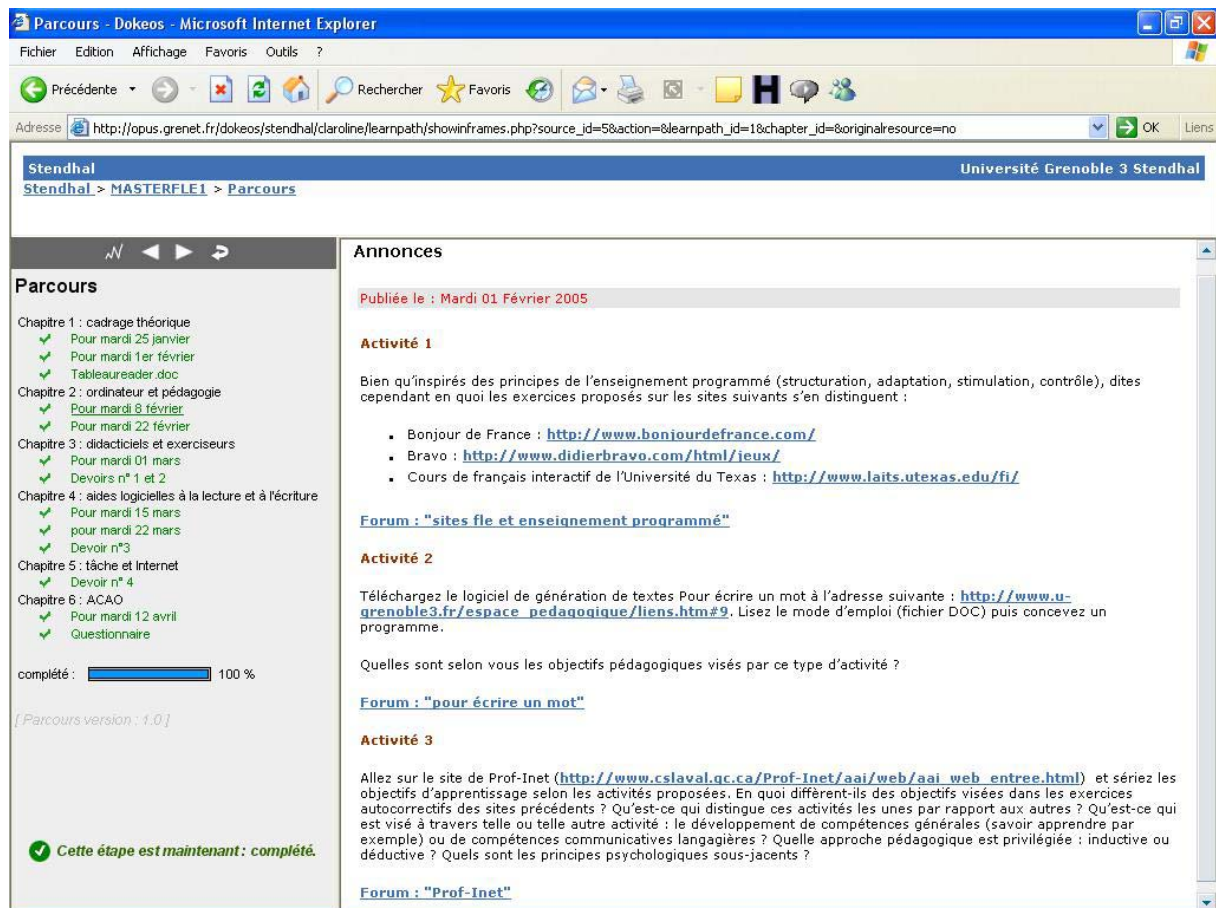 Parcours - Dokeos - Microsoft Internet Explorer
Fichier Edition Affichage Favoris Outils ?
Précédente Rechercher Favoris
Adresse http://opus.grenet.fr/dokeos/stendhal/claroline/learnpath/showinframes.php?source_id=5&action=&learnpath_id=1&chapter_id=&originalresource=no OK Liens
Stendhal Université Grenoble 3 Stendhal
Stendhal > MASTERFLE1 > Parcours
Parcours
Chapitre 1 : cadrage théorique
Pour mardi 25 janvier
Pour mardi 1er février
Tableaureader.doc
Chapitre 2 : ordinateur et pédagogie
Pour mardi 8 février
Pour mardi 22 février
Chapitre 3 : didacticiels et exerciseurs
Pour mardi 01 mars
Devoirs n° 1 et 2
Chapitre 4 : aides logicielles à la lecture et à l'écriture
Pour mardi 15 mars
pour mardi 22 mars
Devoir n°3
Chapitre 5 : tâche et Internet
Devoir n° 4
Chapitre 6 : ACAO
Pour mardi 12 avril
Questionnaire
complété : 100 %
[ Parcours version : 1.0 ]
Cette étape est maintenant : complété.
Annonces
Publiée le : Mardi 01 Février 2005
Activité 1
Bien qu'inspirés des principes de l'enseignement programmé (structuration, adaptation, stimulation, contrôle), dites
cependant en quoi les exercices proposés sur les sites suivants s'en distinguent :
Bonjour de France : http://www.bonjourdefrance.com/
Bravo : http://www.didierbravo.com/html/jeux/
Cours de français interactif de l'Université du Texas : http://www.laits.utexas.edu/fi/
Forum : "sites fle et enseignement programmé"
Activité 2
Téléchargez le logiciel de génération de textes Pour écrire un mot à l'adresse suivante : http://www.u-
grenoble3.fr/espace_pedagogique/liens.htm#9. Lisez le mode d'emploi (fichier DOC) puis concevez un
programme.
Quelles sont selon vous les objectifs pédagogiques visés par ce type d'activité ?
Forum : "pour écrire un mot"
Activité 3
Allez sur le site de Prof-Inet (http://www.cslaval.qc.ca/Prof-Inet/aai/web/aai_web_entree.html) et sériez les
objectifs d'apprentissage selon les activités proposées. En quoi diffèrent-ils des objectifs visées dans les exercices
autocorrectifs des sites précédents ? Qu'est-ce qui distingue ces activités les unes par rapport aux autres ? Qu'est-ce qui
est visé à travers telle ou telle autre activité : le développement de compétences générales (savoir apprendre par
exemple) ou de compétences communicatives langagières ? Quelle approche pédagogique est privilégiée : inductive ou
déductive ? Quels sont les principes psychologiques sous-jacents ?
Forum : "Prof-Inet"